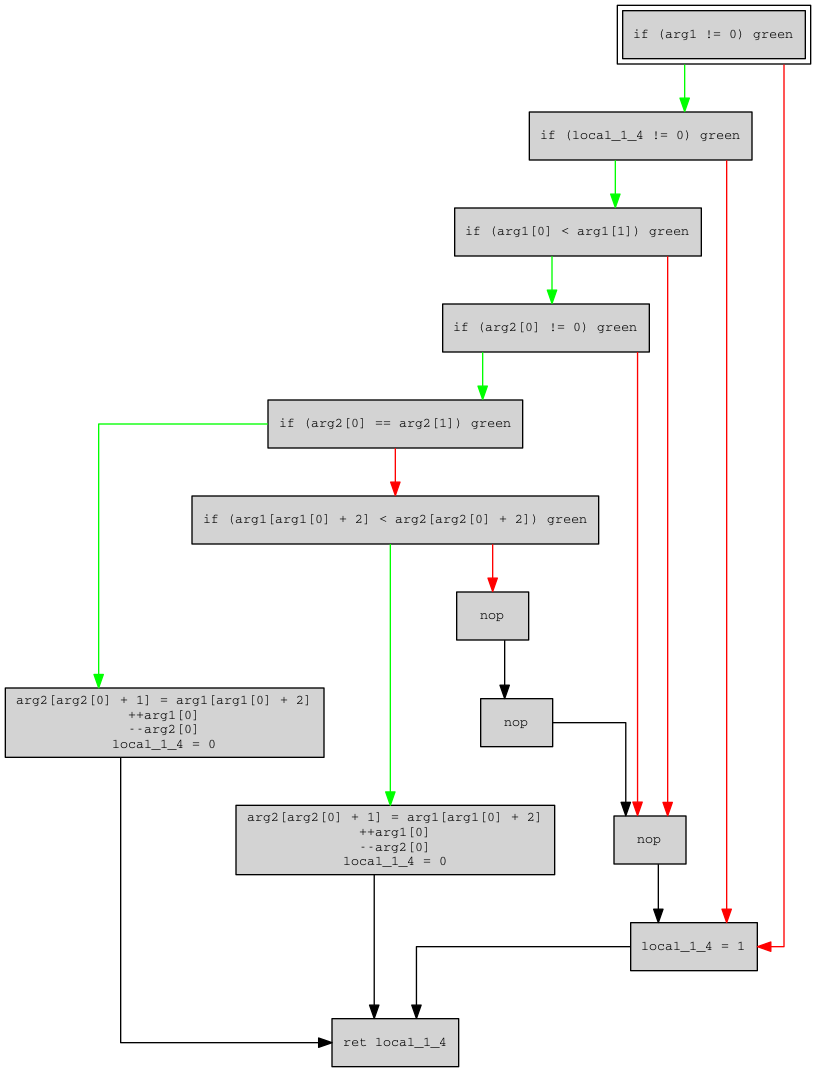 if (arg1 != 0) green
if (local_1_4 != 0) green
if (arg1[0] < arg1[1]) green
if (arg2[0] != 0) green
if (arg2[0] == arg2[1]) green
if (arg1[arg1[0] + 2] < arg2[arg2[0] + 2]) green
nop
arg2[arg2[0] + 1] = arg1[arg1[0] + 2]
++arg1[0]
--arg2[0]
local_1_4 = 0
nop
arg2[arg2[0] + 1] = arg1[arg1[0] + 2]
++arg1[0]
--arg2[0]
local_1_4 = 0
nop
local_1_4 = 1
ret local_1_4